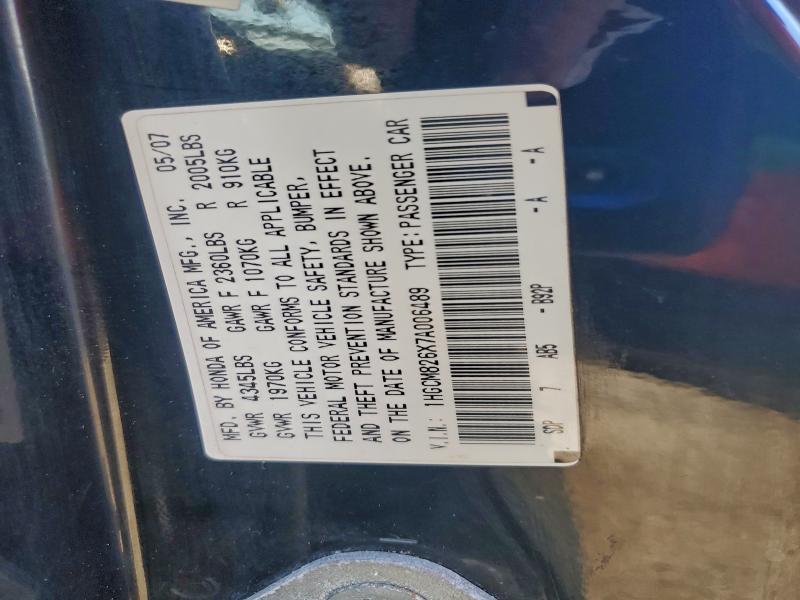 MFD. BY HONDA OF AMERICA MFG., INC. 05/07
GVWR 4345LBS GAWR F 2360LBS R 2005LBS
GVWR 1970KG GAWR F 1070KG R 910KG
THIS VEHICLE CONFORMS TO ALL APPLICABLE
FEDERAL MOTOR VEHICLE SAFETY, BUMPER,
AND THEFT PREVENTION STANDARDS IN EFFECT
ON THE DATE OF MANUFACTURE SHOWN ABOVE.
V.I.N.: 1HGCM826X7A006489 TYPE:PASSENGER CAR
SDP 7 AB5 - B92P - A - A